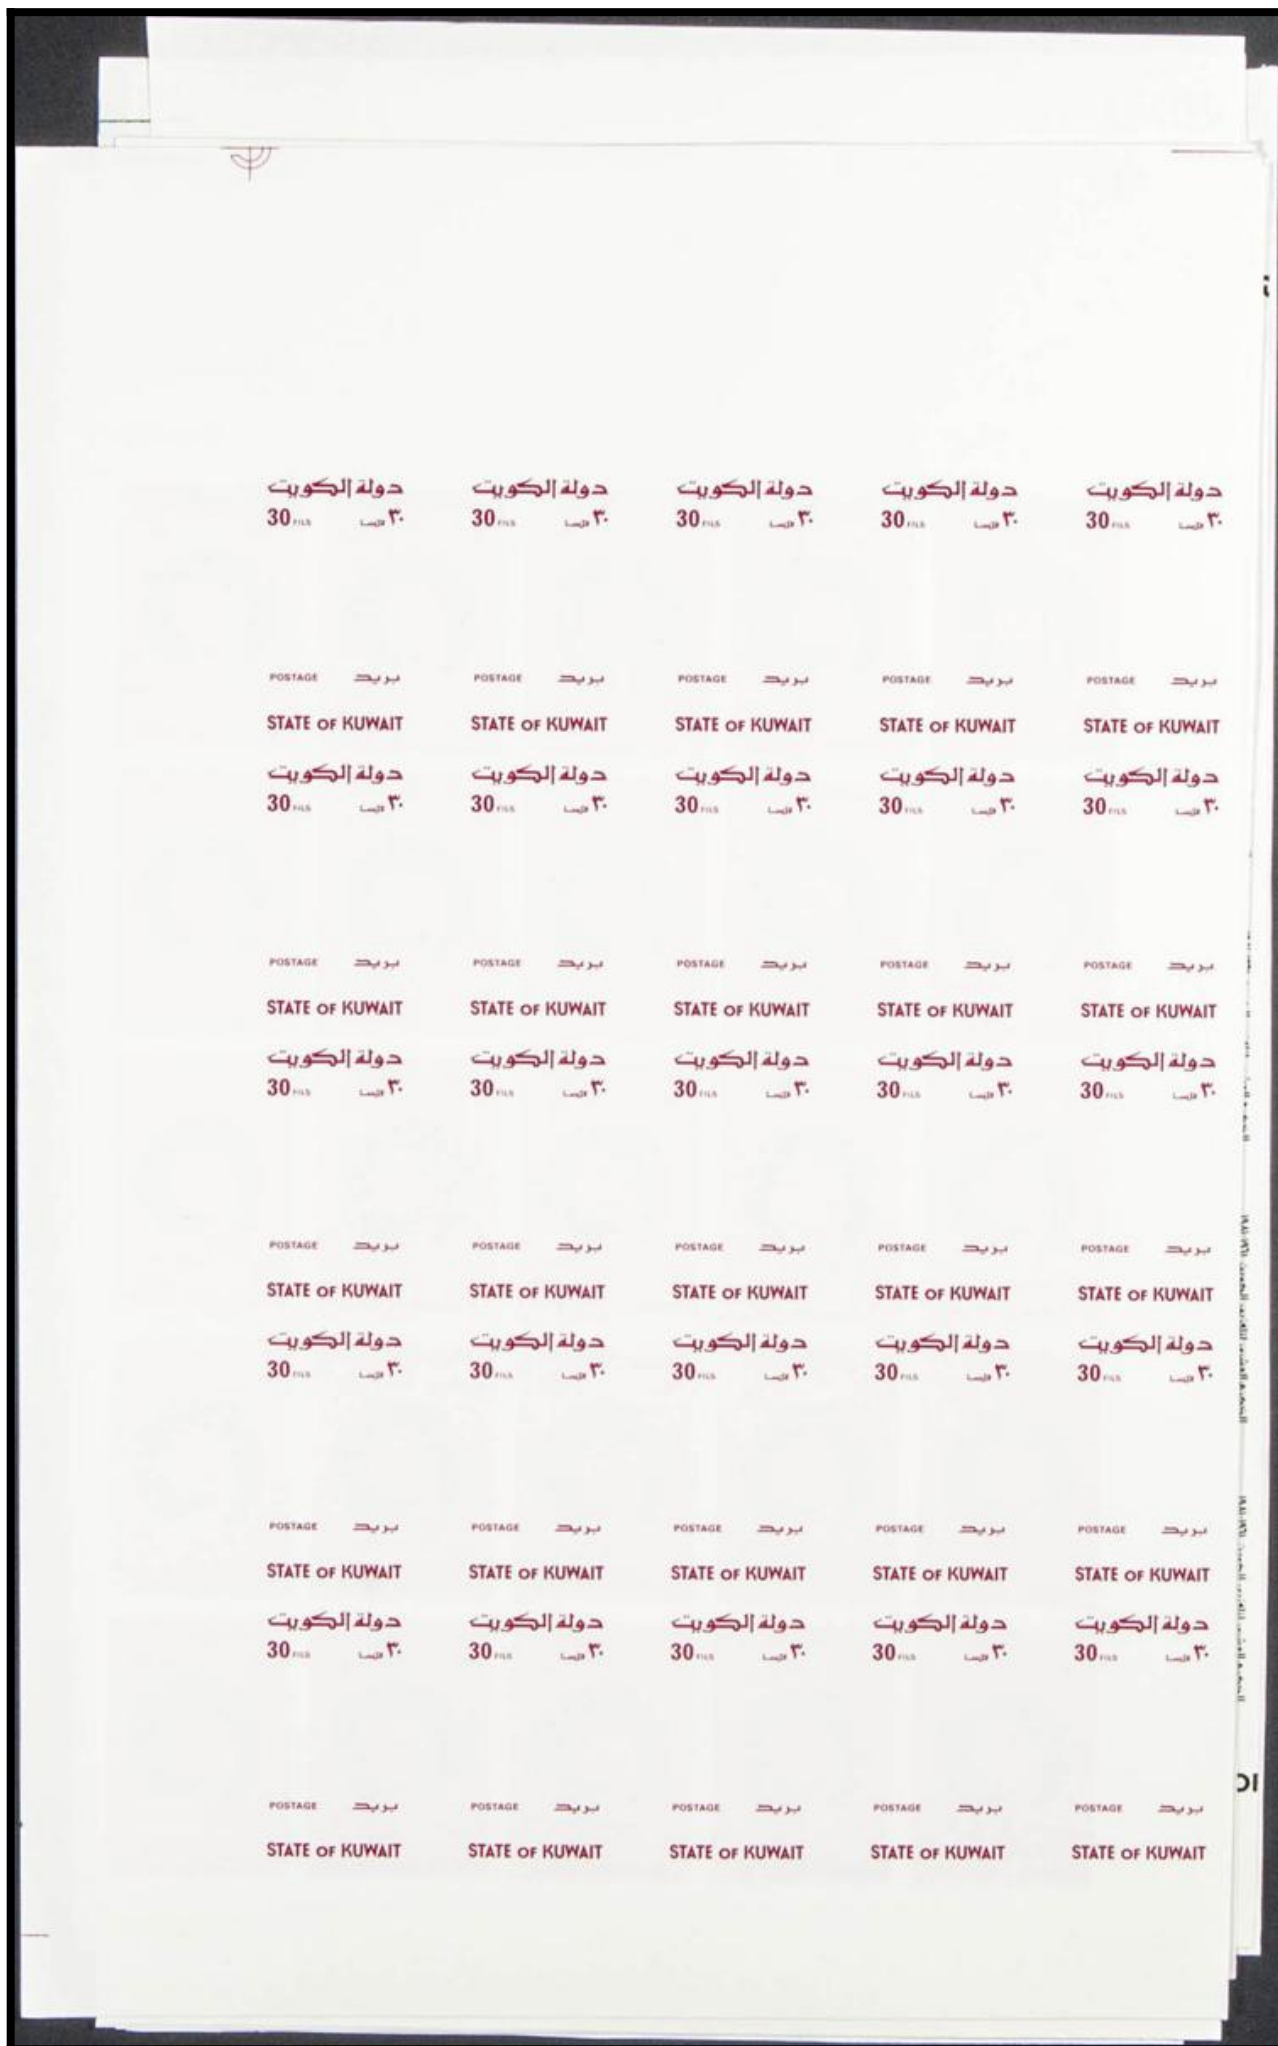 دولة الكويت دولة الكويت دولة الكويت دولة الكويت دولة الكويت
30 FILS ٣٠ فلسا 30 FILS ٣٠ فلسا 30 FILS ٣٠ فلسا 30 FILS ٣٠ فلسا 30 FILS ٣٠ فلسا
POSTAGE بريد POSTAGE بريد POSTAGE بريد POSTAGE بريد POSTAGE بريد
STATE OF KUWAIT STATE OF KUWAIT STATE OF KUWAIT STATE OF KUWAIT STATE OF KUWAIT
دولة الكويت دولة الكويت دولة الكويت دولة الكويت دولة الكويت
30 FILS ٣٠ فلسا 30 FILS ٣٠ فلسا 30 FILS ٣٠ فلسا 30 FILS ٣٠ فلسا 30 FILS ٣٠ فلسا
POSTAGE بريد POSTAGE بريد POSTAGE بريد POSTAGE بريد POSTAGE بريد
STATE OF KUWAIT STATE OF KUWAIT STATE OF KUWAIT STATE OF KUWAIT STATE OF KUWAIT
دولة الكويت دولة الكويت دولة الكويت دولة الكويت دولة الكويت
30 FILS ٣٠ فلسا 30 FILS ٣٠ فلسا 30 FILS ٣٠ فلسا 30 FILS ٣٠ فلسا 30 FILS ٣٠ فلسا
POSTAGE بريد POSTAGE بريد POSTAGE بريد POSTAGE بريد POSTAGE بريد
STATE OF KUWAIT STATE OF KUWAIT STATE OF KUWAIT STATE OF KUWAIT STATE OF KUWAIT
دولة الكويت دولة الكويت دولة الكويت دولة الكويت دولة الكويت
30 FILS ٣٠ فلسا 30 FILS ٣٠ فلسا 30 FILS ٣٠ فلسا 30 FILS ٣٠ فلسا 30 FILS ٣٠ فلسا
POSTAGE بريد POSTAGE بريد POSTAGE بريد POSTAGE بريد POSTAGE بريد
STATE OF KUWAIT STATE OF KUWAIT STATE OF KUWAIT STATE OF KUWAIT STATE OF KUWAIT
دولة الكويت دولة الكويت دولة الكويت دولة الكويت دولة الكويت
30 FILS ٣٠ فلسا 30 FILS ٣٠ فلسا 30 FILS ٣٠ فلسا 30 FILS ٣٠ فلسا 30 FILS ٣٠ فلسا
POSTAGE بريد POSTAGE بريد POSTAGE بريد POSTAGE بريد POSTAGE بريد
STATE OF KUWAIT STATE OF KUWAIT STATE OF KUWAIT STATE OF KUWAIT STATE OF KUWAIT